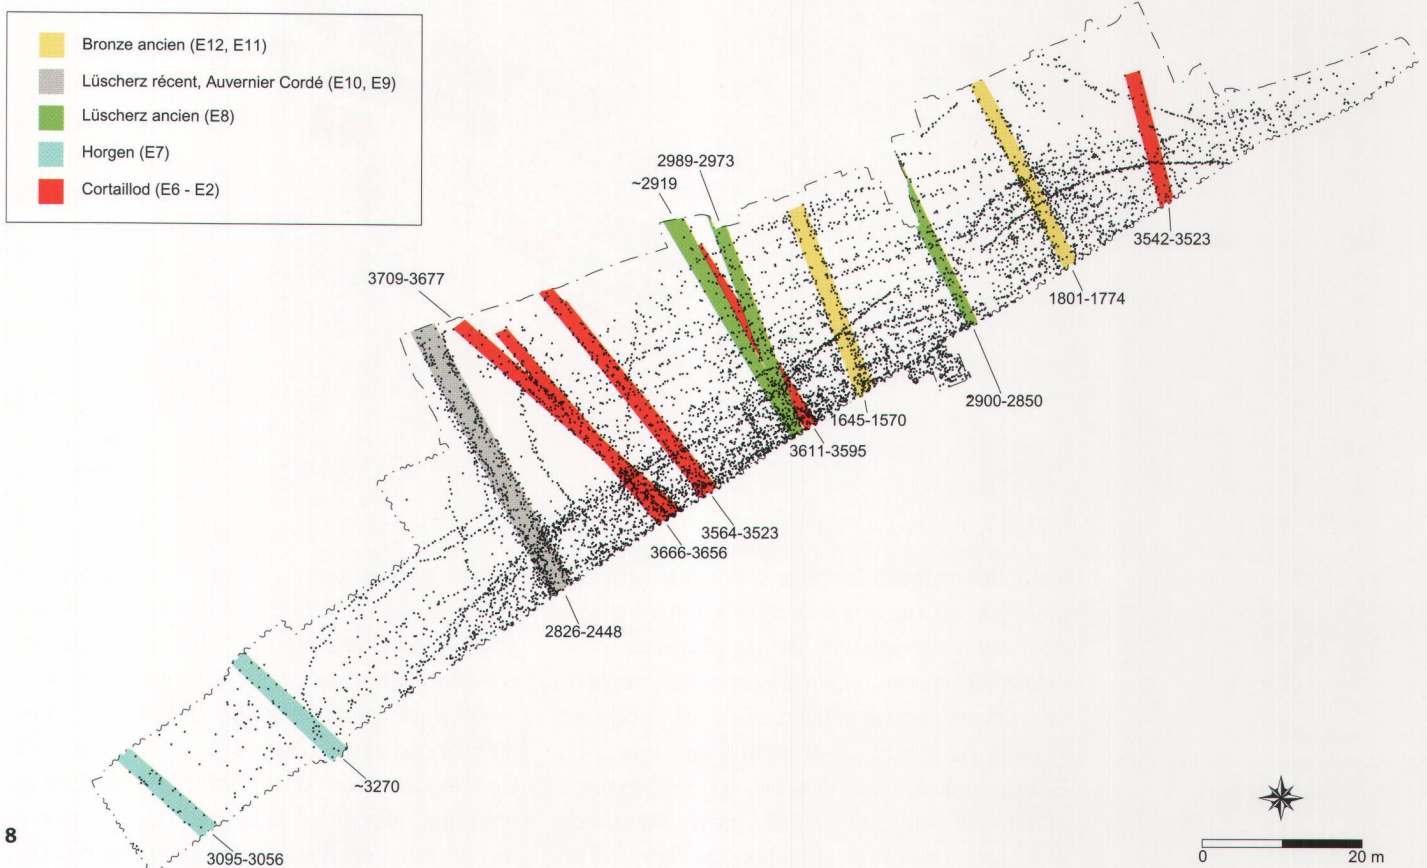 Bronze ancien (E12, E11)
Lüscherz récent, Auvernier Cordé (E10, E9)
Lüscherz ancien (E8)
Horgen (E7)
Cortaillod (E6 - E2)
2989-2973
~2919
3542-3523
3709-3677
1801-1774
2900-2850
1645-1570
3611-3595
3564-3523
3666-3656
2826-2448
~3270
8
3095-3056
0 20 m